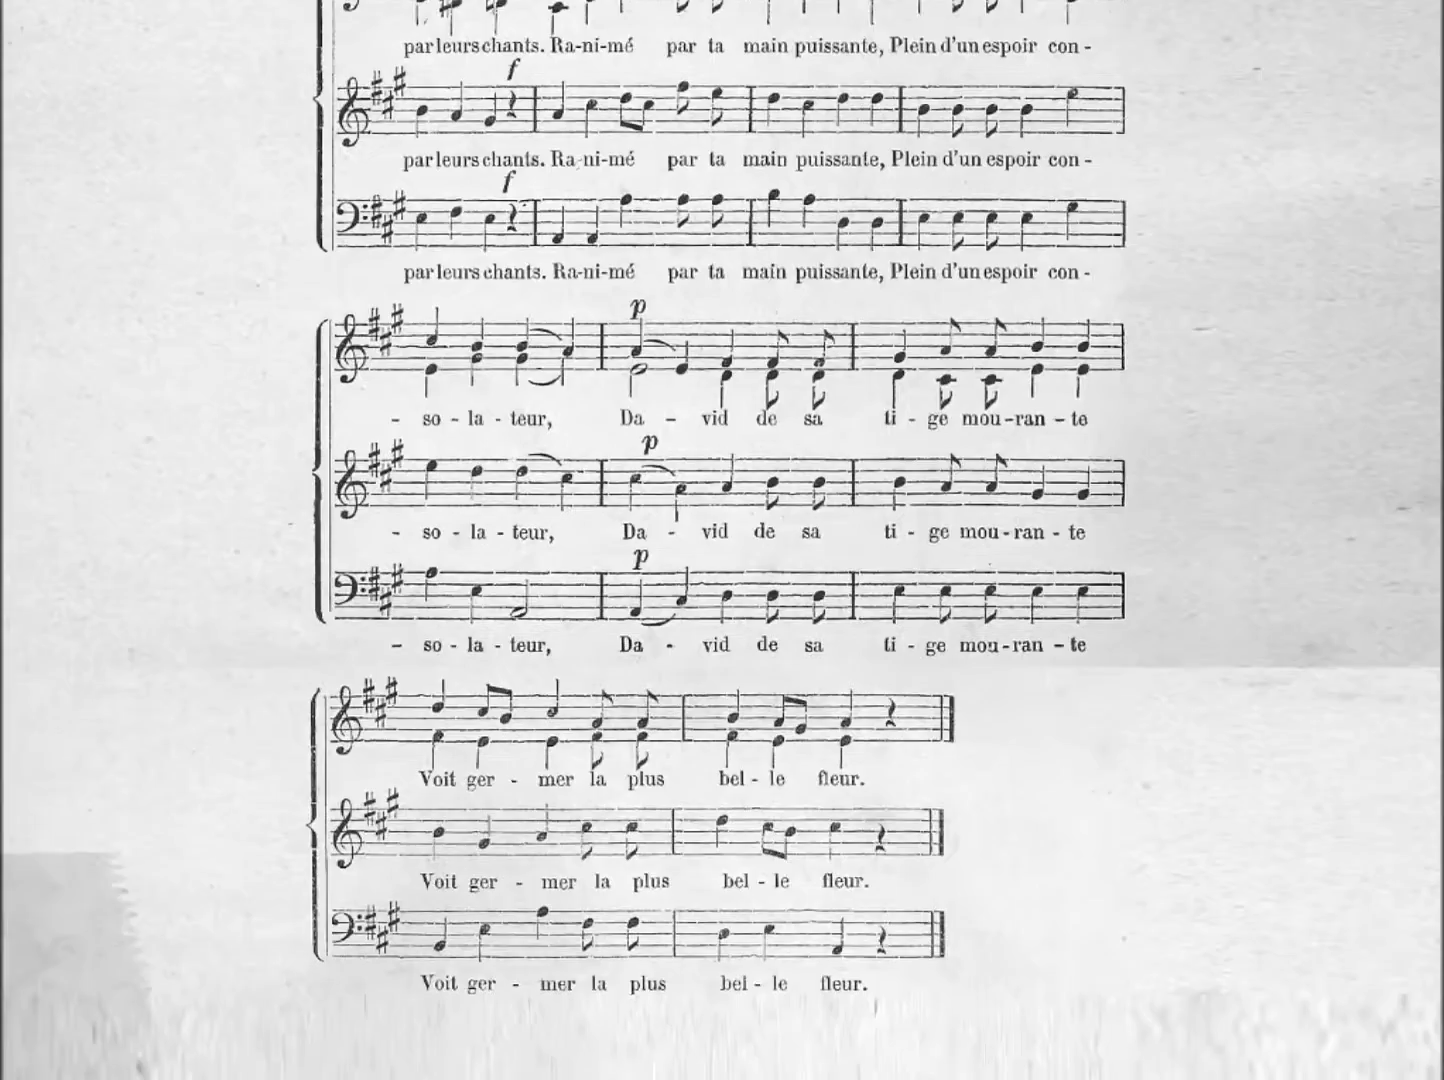 par leurs chants. Ra-ni-mé par ta main puissante, Plein d'un espoir con -
f
par leurs chants. Ra-ni-mé par ta main puissante, Plein d'un espoir con -
f
par leurs chants. Ra-ni-mé par ta main puissante, Plein d'un espoir con -
p
- so - la - teur, Da - vid de sa ti - ge mou-ran - te
p
- so - la - teur, Da - vid de sa ti - ge mou-ran - te
p
- so - la - teur, Da - vid de sa ti - ge mou-ran - te
Voit ger - mer la plus bel - le fleur.
Voit ger - mer la plus bel - le fleur.
Voit ger - mer la plus bel - le fleur.